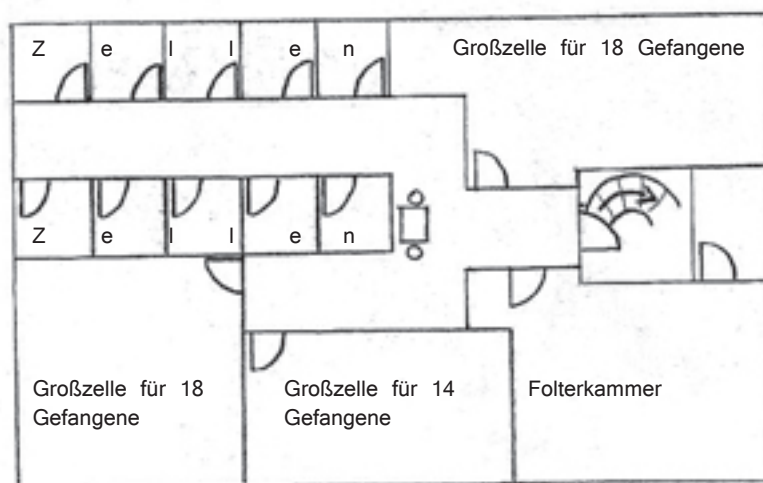 Z e l l e n
Großzelle für 18 Gefangene
Z e l l e n
Großzelle für 18
Gefangene
Großzelle für 14
Gefangene
Folterkammer